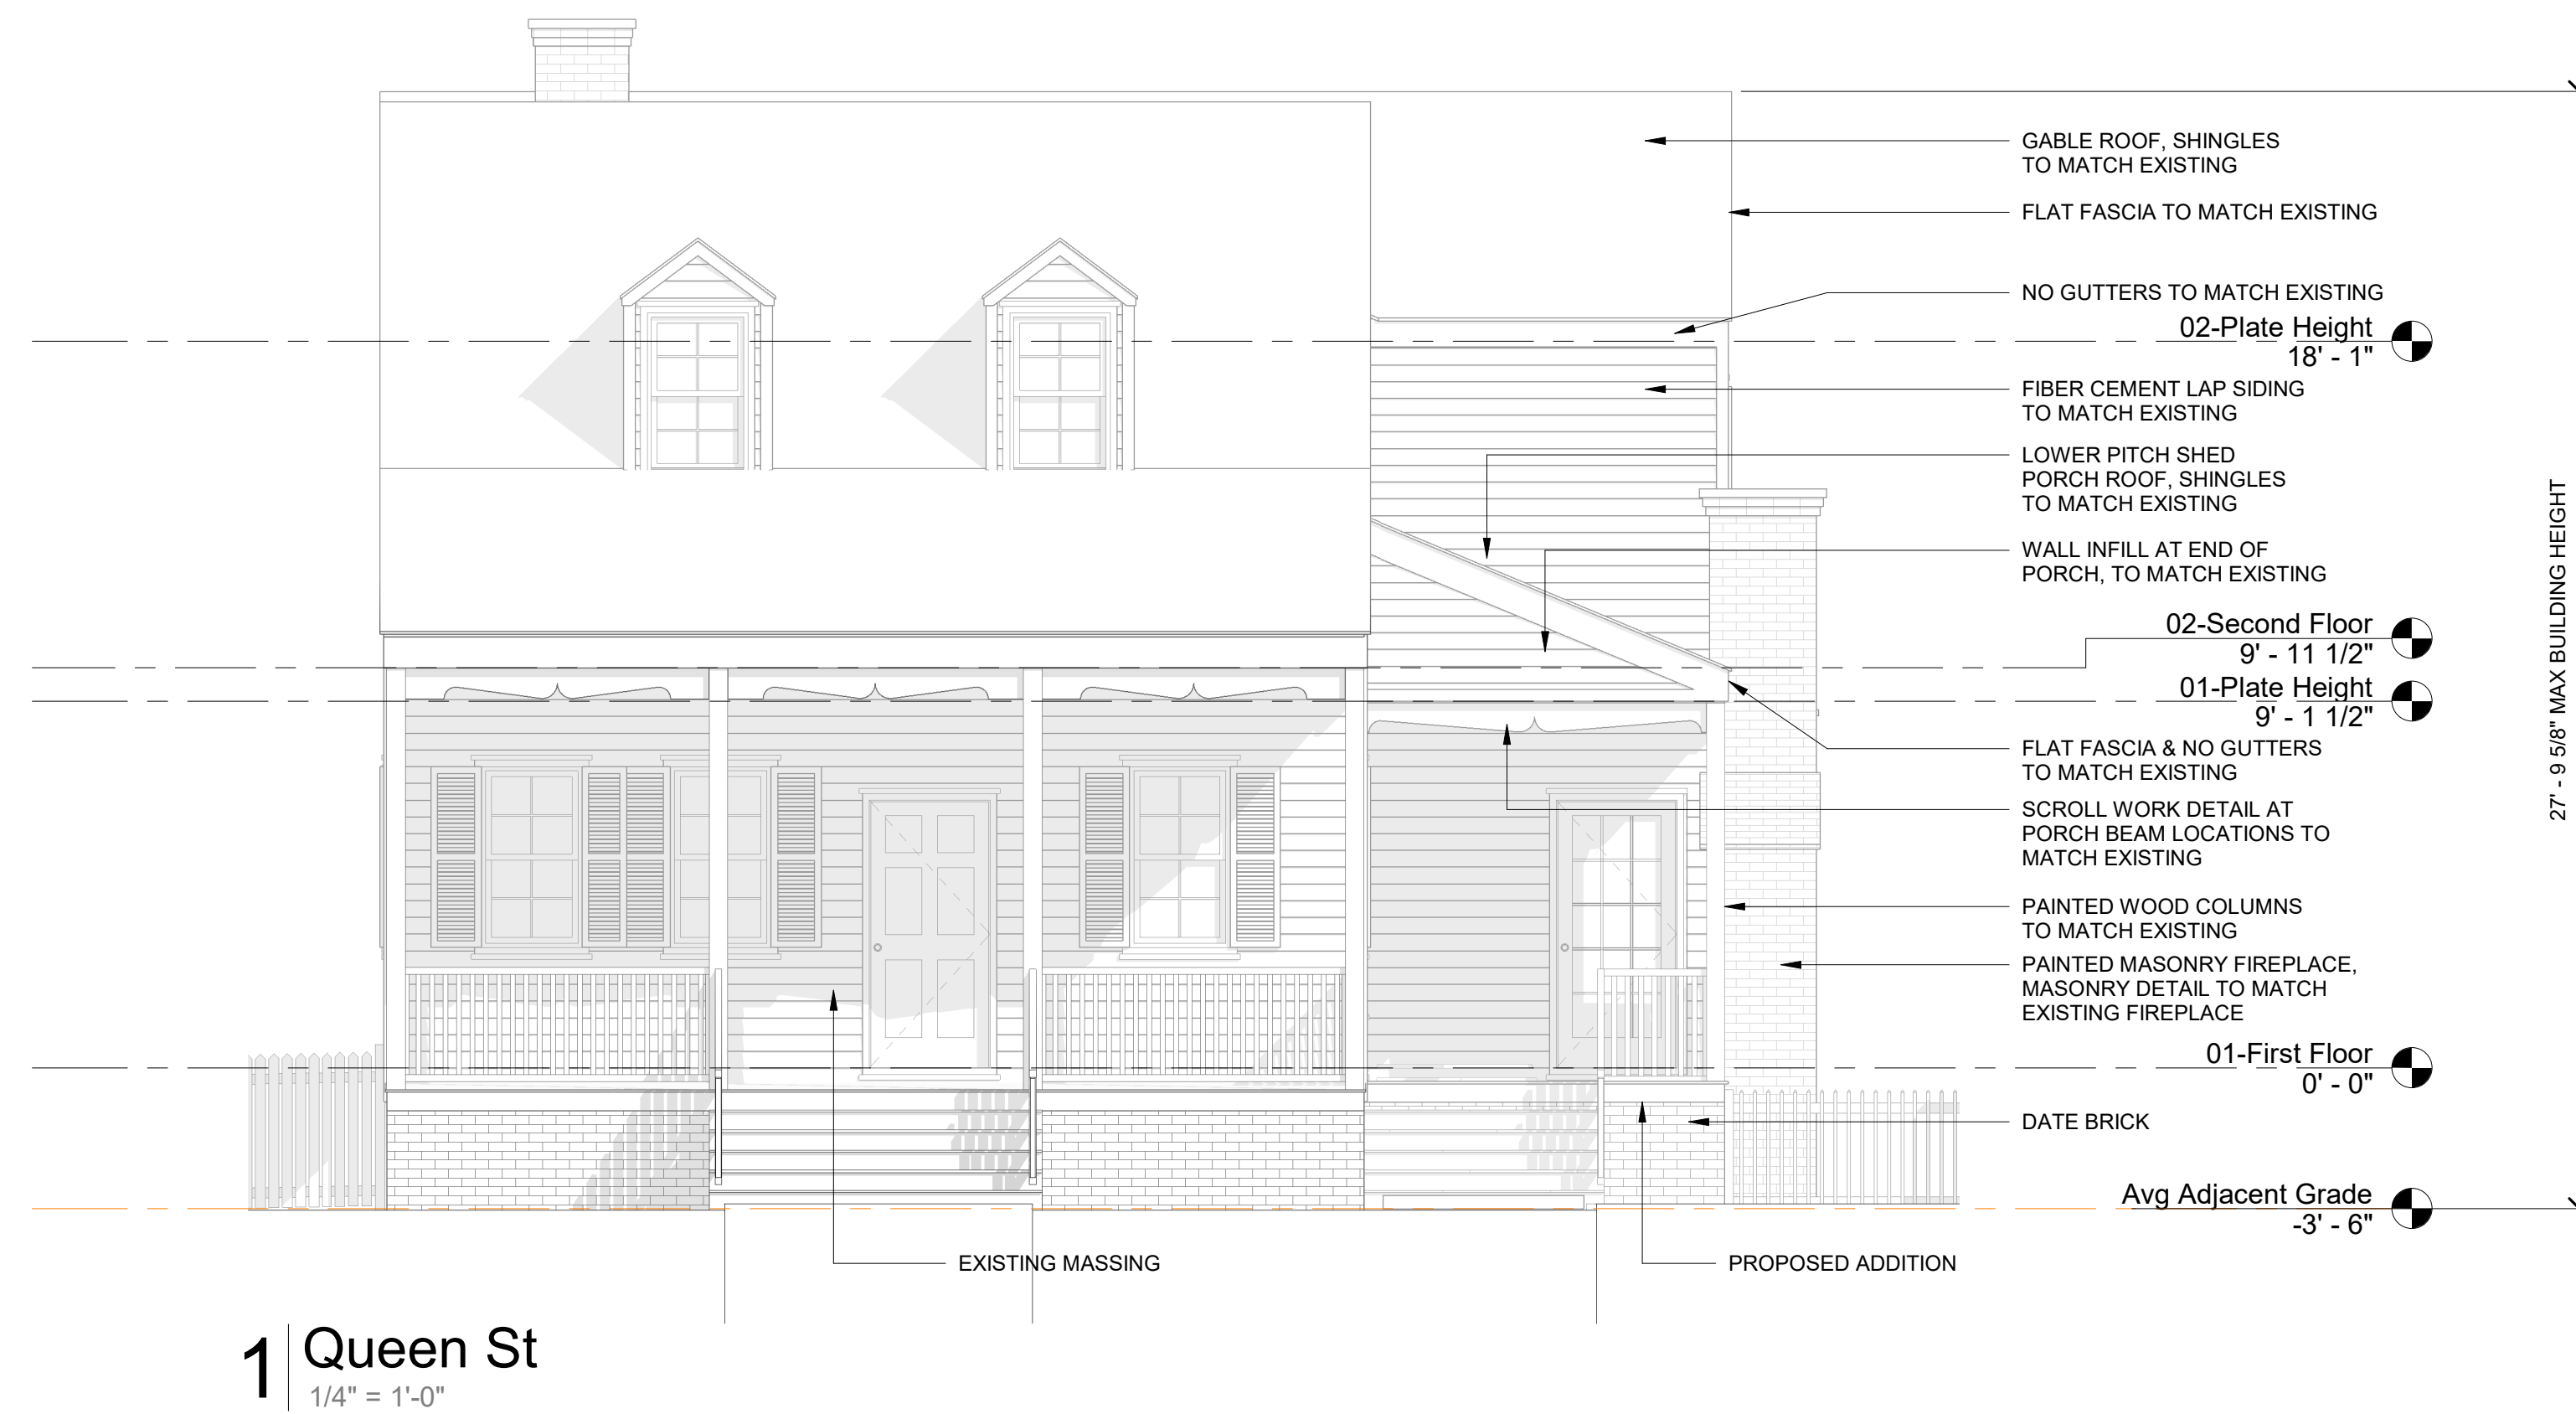 GABLE ROOF, SHINGLES
TO MATCH EXISTING
FLAT FASCIA TO MATCH EXISTING
NO GUTTERS TO MATCH EXISTING
02-Plate Height
18' - 1"
FIBER CEMENT LAP SIDING
TO MATCH EXISTING
LOWER PITCH SHED
PORCH ROOF, SHINGLES
TO MATCH EXISTING
WALL INFILL AT END OF
PORCH, TO MATCH EXISTING
02-Second Floor
9' - 11 1/2"
01-Plate Height
9' - 1 1/2"
FLAT FASCIA & NO GUTTERS
TO MATCH EXISTING
SCROLL WORK DETAIL AT
PORCH BEAM LOCATIONS TO
MATCH EXISTING
PAINTED WOOD COLUMNS
TO MATCH EXISTING
PAINTED MASONRY FIREPLACE,
MASONRY DETAIL TO MATCH
EXISTING FIREPLACE
01-First Floor
0' - 0"
DATE BRICK
Avg Adjacent Grade
-3' - 6"
27' - 9 5/8" MAX BUILDING HEIGHT
EXISTING MASSING
PROPOSED ADDITION
1
Queen St
1/4" = 1'-0"